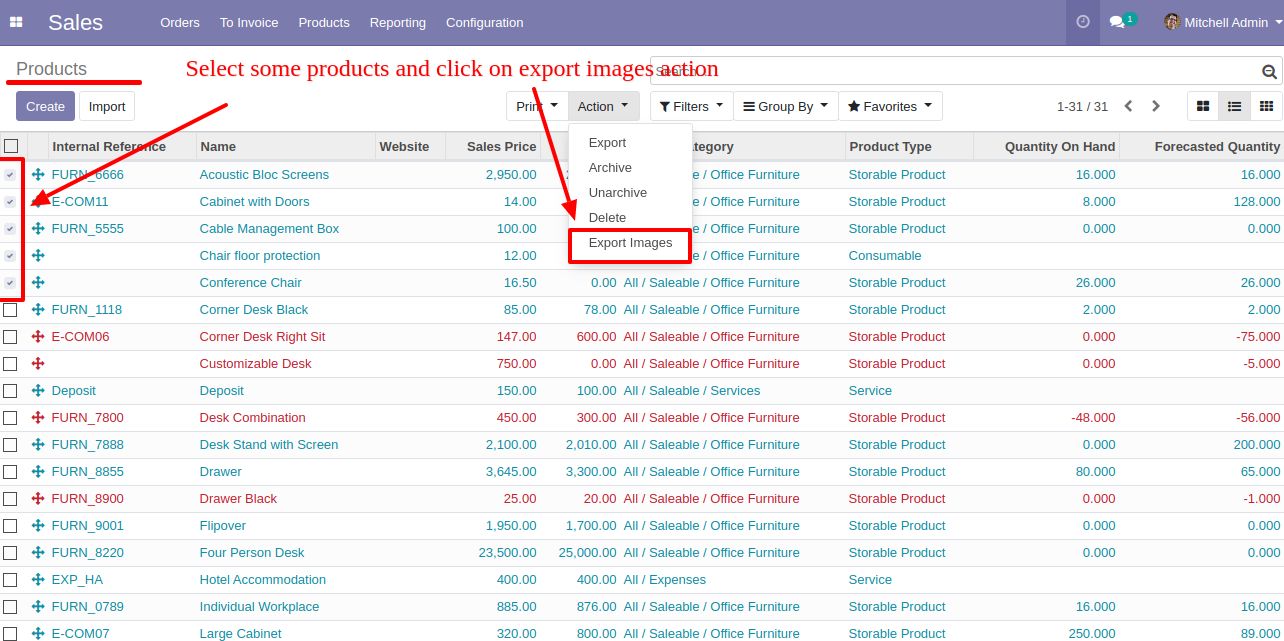 Sales Orders To Invoice Products Reporting Configuration 1 Mitchell Admin
Products Select some products and click on export images action
Create Import Print Action Filters Group By Favorites 1-31 / 31
Internal Reference Name Website Sales Price Product Type Quantity On Hand Forecasted Quantity
Export
Archive
Unarchive
Delete
Export Images
FURN_6666 Acoustic Bloc Screens 2,950.00 / Office Furniture Storable Product 16.000 16.000
E-COM11 Cabinet with Doors 14.00 / Office Furniture Storable Product 8.000 128.000
FURN_5555 Cable Management Box 100.00 / Office Furniture Storable Product 0.000 0.000
Chair floor protection 12.00 / Office Furniture Consumable
Conference Chair 16.50 0.00 All / Saleable / Office Furniture Storable Product 26.000 26.000
FURN_1118 Corner Desk Black 85.00 78.00 All / Saleable / Office Furniture Storable Product 2.000 2.000
E-COM06 Corner Desk Right Sit 147.00 600.00 All / Saleable / Office Furniture Storable Product 0.000 -75.000
Customizable Desk 750.00 0.00 All / Saleable / Office Furniture Storable Product 0.000 -5.000
Deposit Deposit 150.00 100.00 All / Saleable / Services Service
FURN_7800 Desk Combination 450.00 300.00 All / Saleable / Office Furniture Storable Product -48.000 -56.000
FURN_7888 Desk Stand with Screen 2,100.00 2,010.00 All / Saleable / Office Furniture Storable Product 0.000 200.000
FURN_8855 Drawer 3,645.00 3,300.00 All / Saleable / Office Furniture Storable Product 80.000 65.000
FURN_8900 Drawer Black 25.00 20.00 All / Saleable / Office Furniture Storable Product 0.000 -1.000
FURN_9001 Flipover 1,950.00 1,700.00 All / Saleable / Office Furniture Storable Product 0.000 0.000
FURN_8220 Four Person Desk 23,500.00 25,000.00 All / Saleable / Office Furniture Storable Product 0.000 0.000
EXP_HA Hotel Accommodation 400.00 400.00 All / Expenses Service
FURN_0789 Individual Workplace 885.00 876.00 All / Saleable / Office Furniture Storable Product 16.000 16.000
E-COM07 Large Cabinet 320.00 800.00 All / Saleable / Office Furniture Storable Product 250.000 89.000